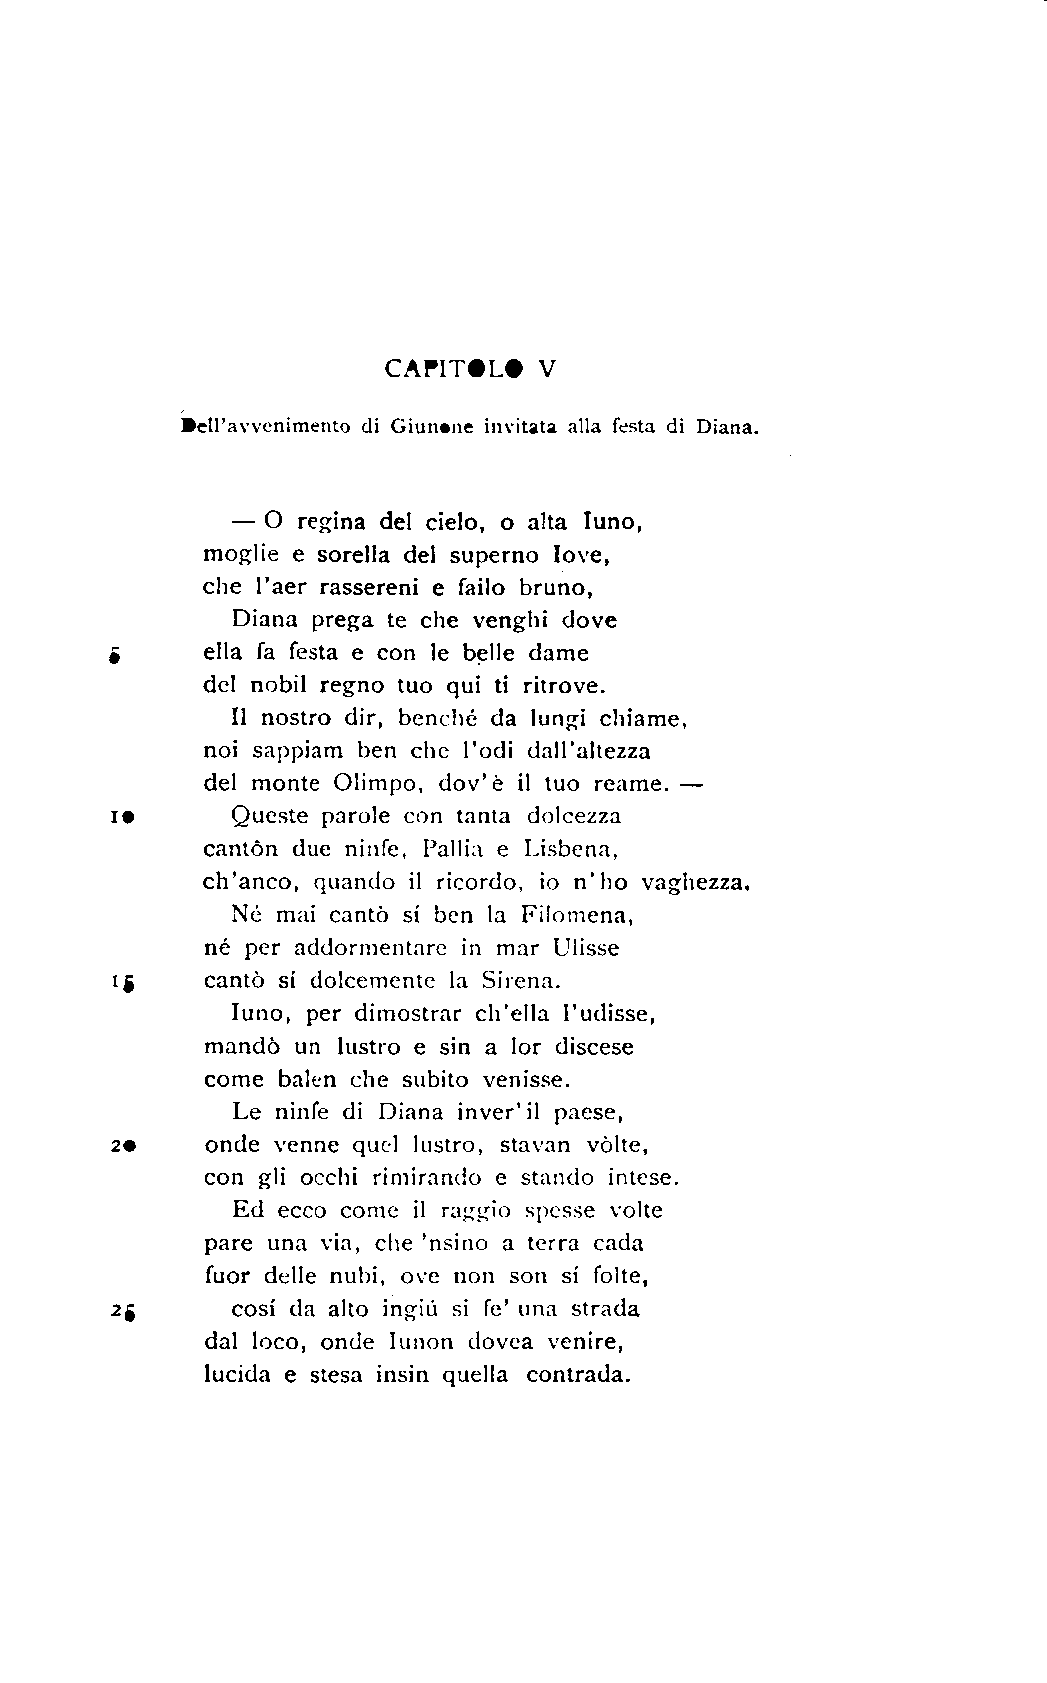 CAPITOLO V
Dell'avvenimento di Giunone invitata alla festa di Diana.
— O regina del cielo, o alta Iuno,
moglie e sorella del superno Iove,
che l'aer rassereni e failo bruno,
Diana prega te che venghi dove
5 ella fa festa e con le belle dame
del nobil regno tuo qui ti ritrove.
Il nostro dir, benché da lungi chiame,
noi sappiam ben che l'odi dall'altezza
del monte Olimpo, dov'è il tuo reame. —
10 Queste parole con tanta dolcezza
cantôn due ninfe, Pallia e Lisbena,
ch'anco, quando il ricordo, io n'ho vaghezza.
Né mai cantò sí ben la Filomena,
né per addormentare in mar Ulisse
15 cantò sí dolcemente la Sirena.
Iuno, per dimostrar ch'ella l'udisse,
mandò un lustro e sin a lor discese
come balen che subito venisse.
Le ninfe di Diana inver' il paese,
20 onde venne quel lustro, stavan vòlte,
con gli occhi rimirando e stando intese.
Ed ecco come il raggio spesse volte
pare una via, che 'nsino a terra cada
fuor delle nubi, ove non son sí folte,
25 cosí da alto ingiú si fe' una strada
dal loco, onde Iunon dovea venire,
lucida e stesa insin quella contrada.